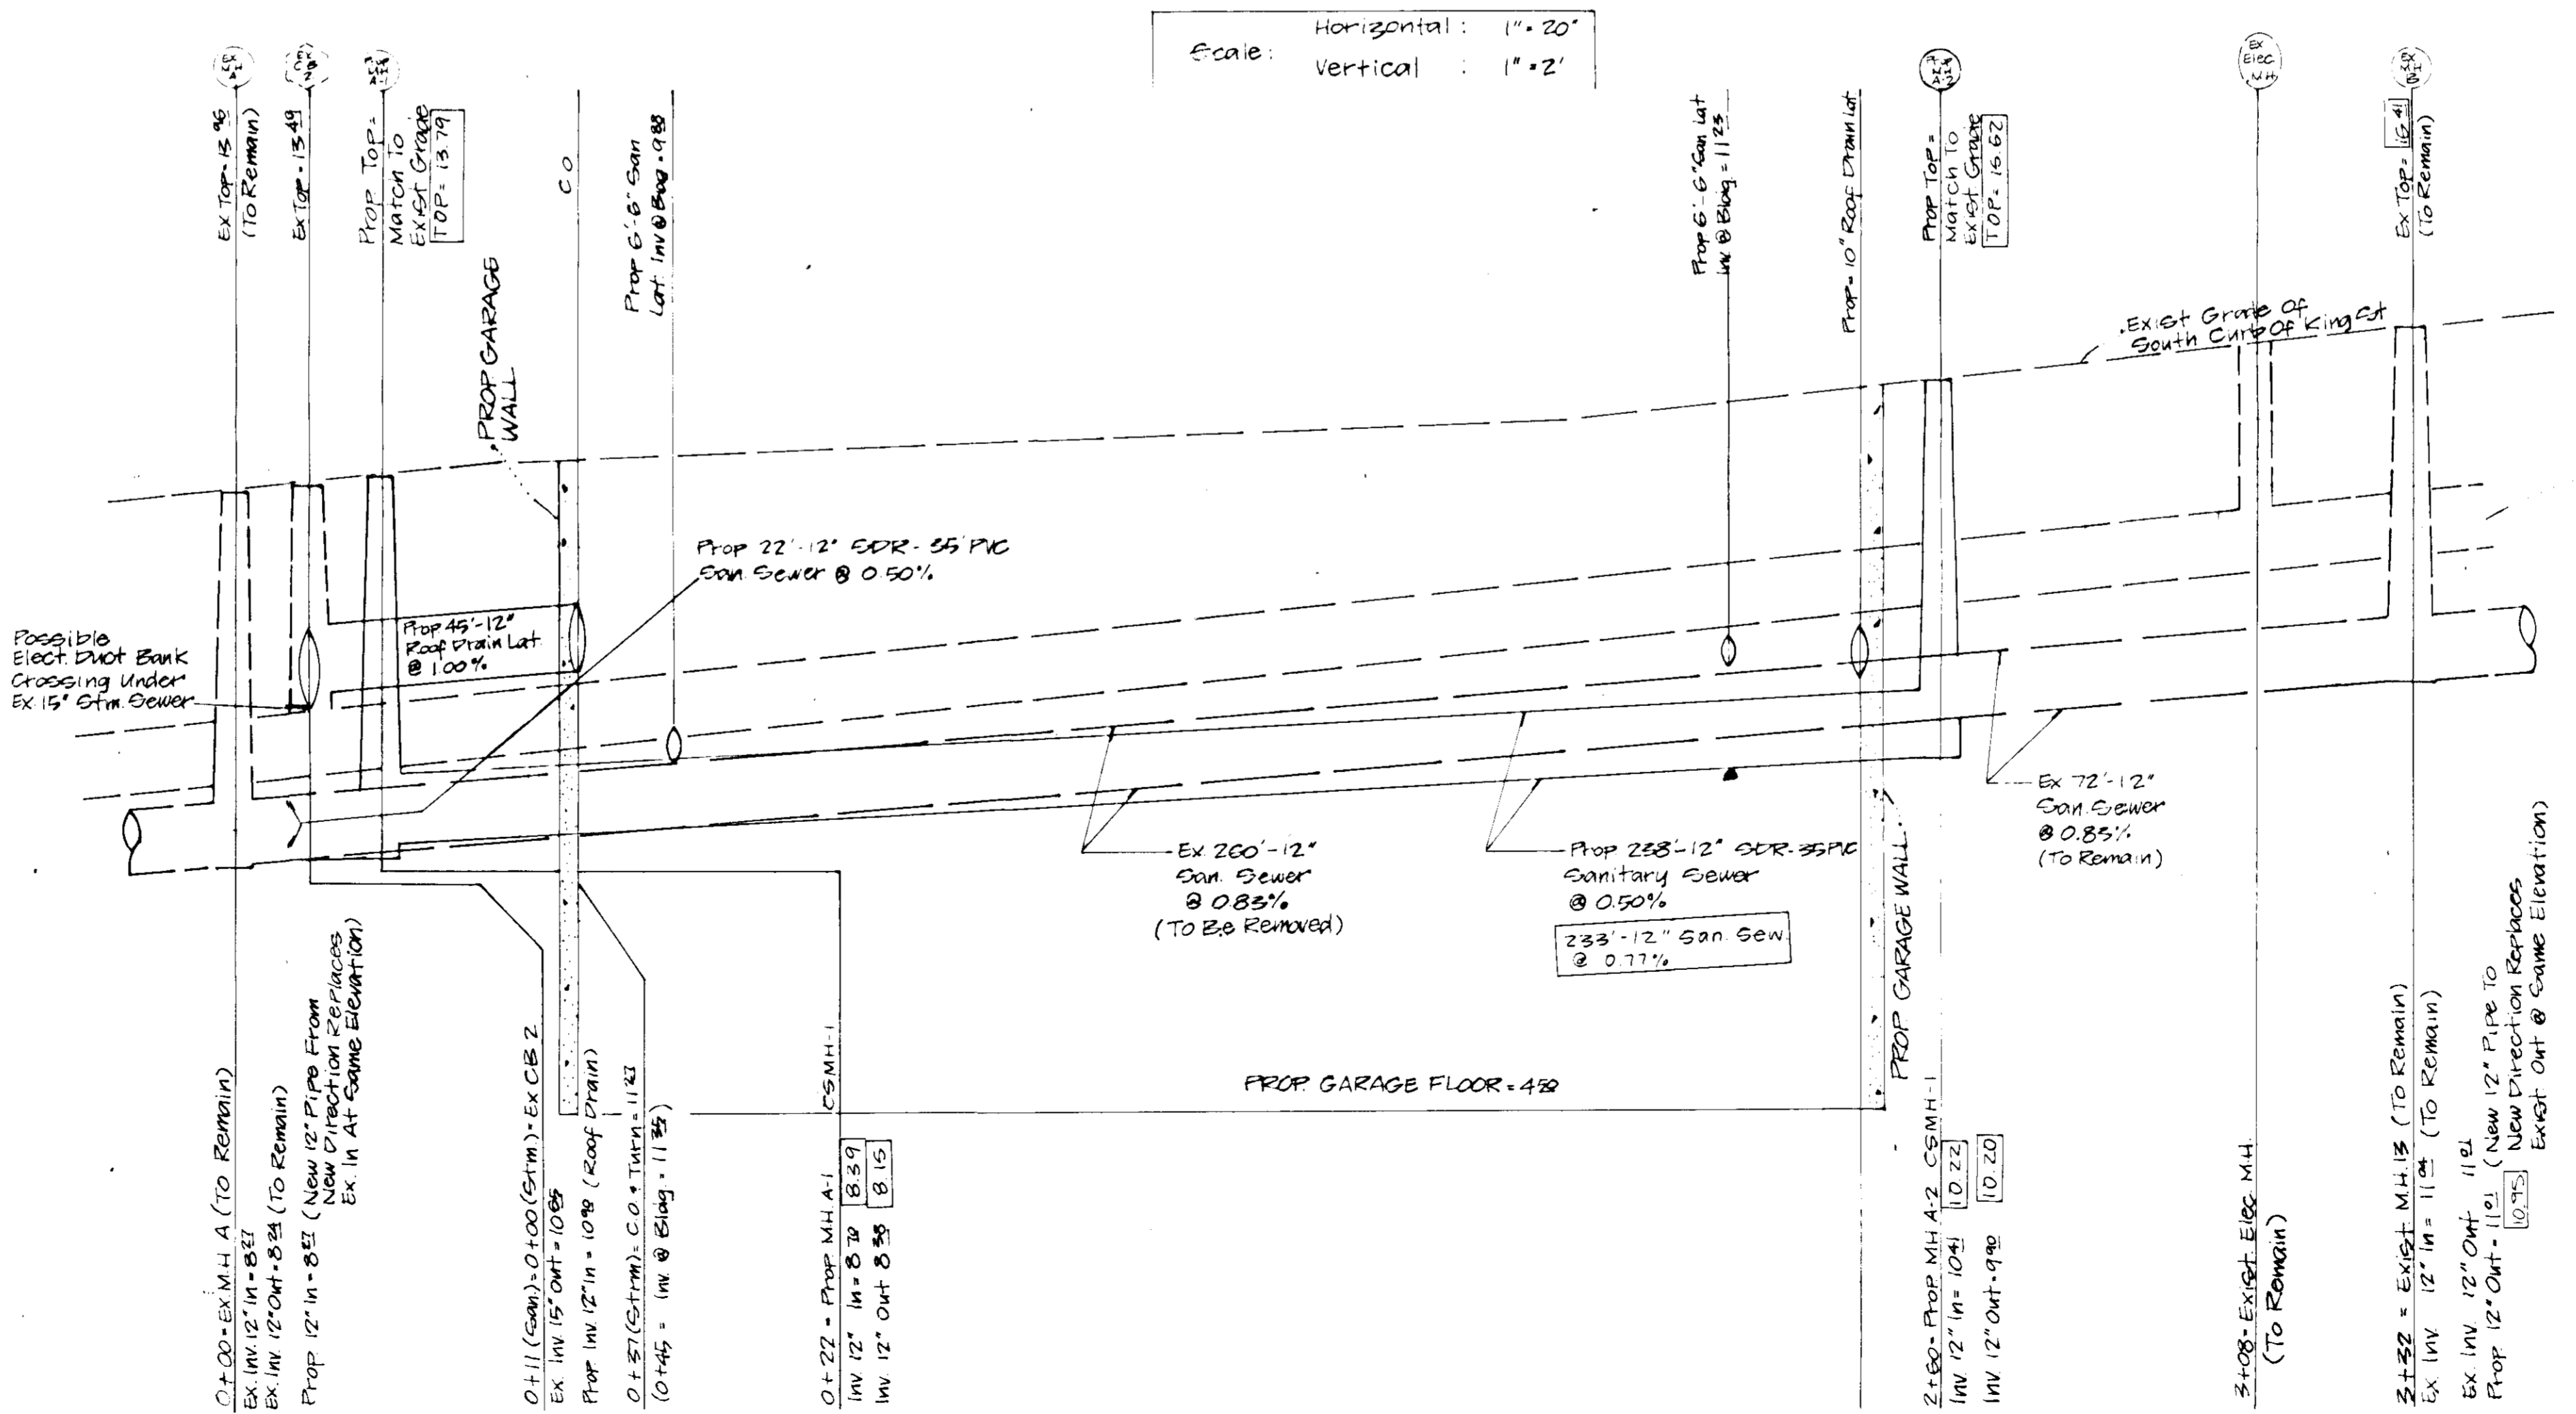 Scale:
Horizontal : 1"=20'
Vertical : 1"=2'
Ex
Elec
M.H.
Ex Top=13 96
(To Remain)
Ex Top=13 49
Prop Top=
Match To
Exist Grade
TOP= 13.79
C O
Prop 6'-6" San
Lat. Inv @ Bldg = 9 88
Prop 6'-6" San Lat
Inv @ Bldg = 11 23
Prop=10" Roof Drain Lat
Prop Top=
Match To
Exist Grade
TOP= 16.62
Ex Top=
(To Remain)
PROP GARAGE
WALL
Exist Grade Of
South Curb Of King St
Prop 22'-12" SDR-35 PVC
San. Sewer @ 0.50%
Possible
Elect. Duct Bank
Crossing Under
Ex. 15" Stm. Sewer
Prop 45'-12"
Roof Drain Lat.
@ 1.00%
Ex. 260'-12"
San. Sewer
@ 0.83%
(To Be Removed)
Prop 238'-12" SDR-35 PVC
Sanitary Sewer
@ 0.50%
233'-12" San. Sew.
@ 0.77%
Ex 72'-12"
San. Sewer
@ 0.85%
(To Remain)
PROP GARAGE WALL
PROP. GARAGE FLOOR = 4
0+00=EX M.H. A (To Remain)
Ex. Inv. 12" In = 8 27
Ex. Inv. 12" Out = 8 24 (To Remain)
Prop. 12" In = 8 27 (New 12" Pipe From
New Direction Replaces
Ex. In At Same Elevation)
0+11 (San) = 0+00 (Stm) = Ex CB 2
Ex Inv. 15" Out = 10
Prop. Inv. 12" In = 10 98 (Roof Drain)
0+37 (Strm) = C.O. + Turn = 11 27
(0+45 = Inv. @ Bldg = 11 35)
0+22 = Prop M.H. A-1 CSMH-1
Inv. 12" In = 8 70 8.39
Inv. 12" Out 8 38 8.15
2+60 = Prop MH A-2 CSMH-1
Inv. 12" In = 10 41 10.22
Inv. 12" Out = 9 90 10.20
3+08 = Exist. Elec. M.H.
(To Remain)
3+32 = Exist. M.H. 13 (To Remain)
Ex Inv 12" In = 11 04 (To Remain)
Ex. Inv. 12" Out 11 01
Prop. 12" Out = 11 01 (New 12" Pipe To
10.95 New Direction Replaces
Exist. Out @ Same Elevation)